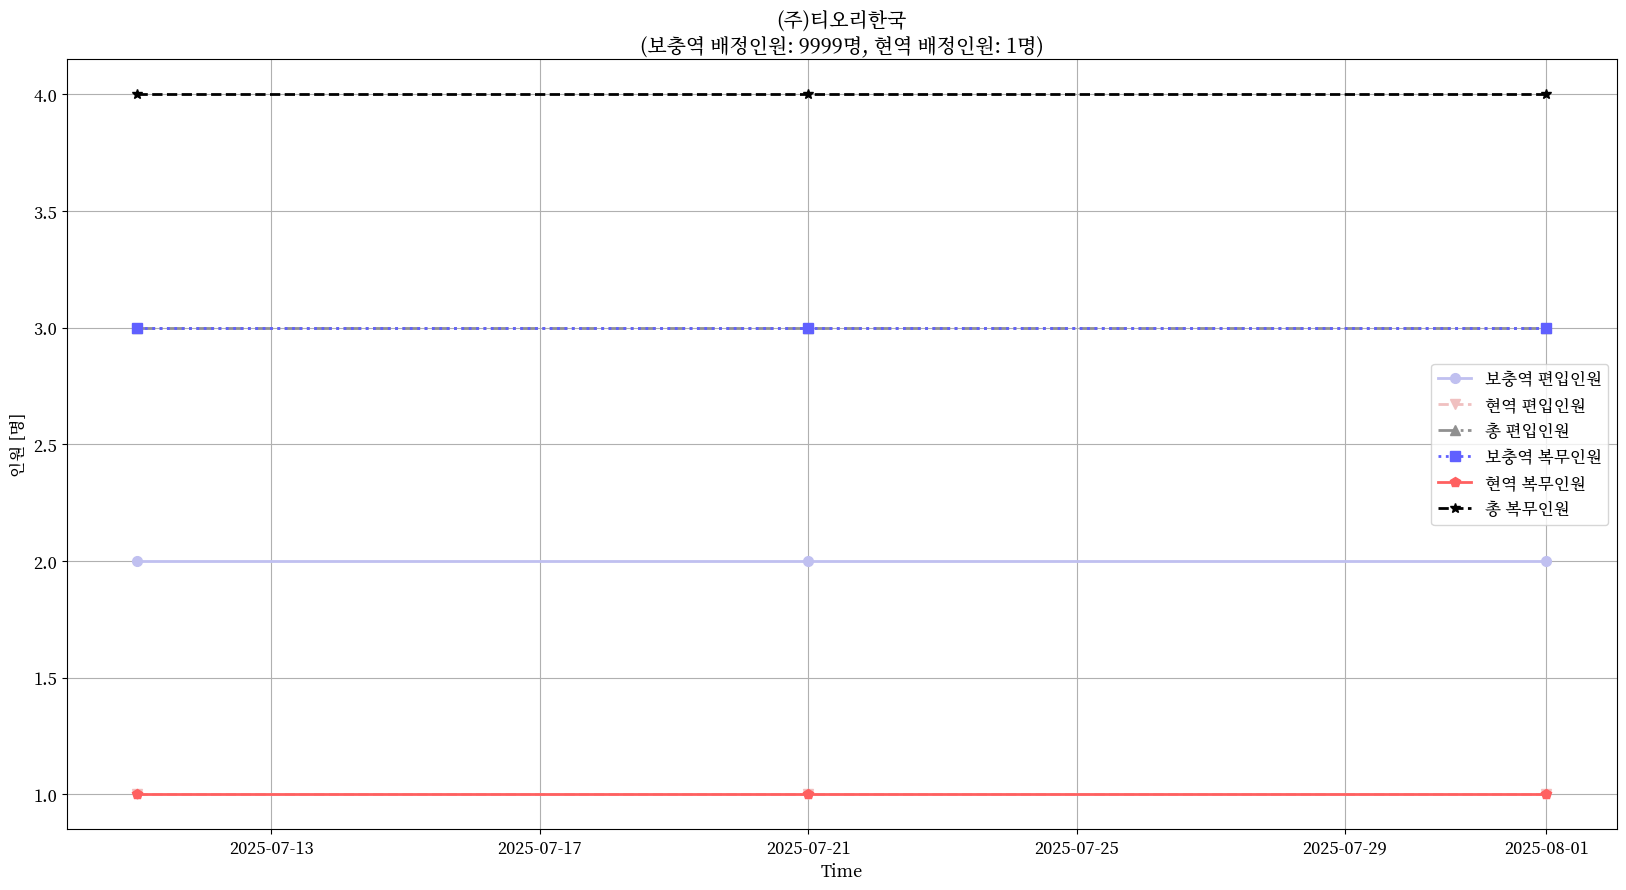 (주)티오리한국
(보충역 배정인원: 9999명, 현역 배정인원: 1명)
인원 [명]
4.0
3.5
3.0
2.5
2.0
1.5
1.0
보충역 편입인원
현역 편입인원
총 편입인원
보충역 복무인원
현역 복무인원
총 복무인원
2025-07-13 2025-07-17 2025-07-21 2025-07-25 2025-07-29 2025-08-01
Time